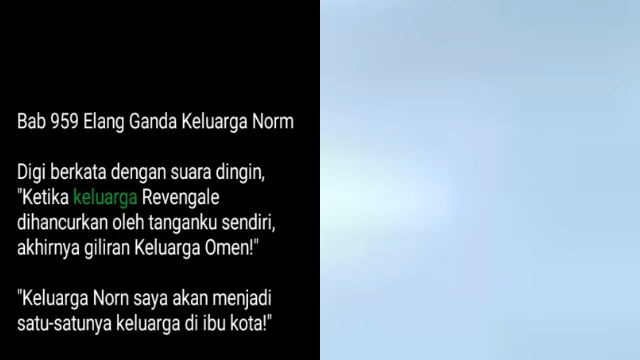 Bab 959 Elang Ganda Keluarga Norm
Digi berkata dengan suara dingin,
"Ketika keluarga Revengale
dihancurkan oleh tanganku sendiri,
akhirnya giliran Keluarga Omen!"
"Keluarga Norn saya akan menjadi
satu-satunya keluarga di ibu kota!"